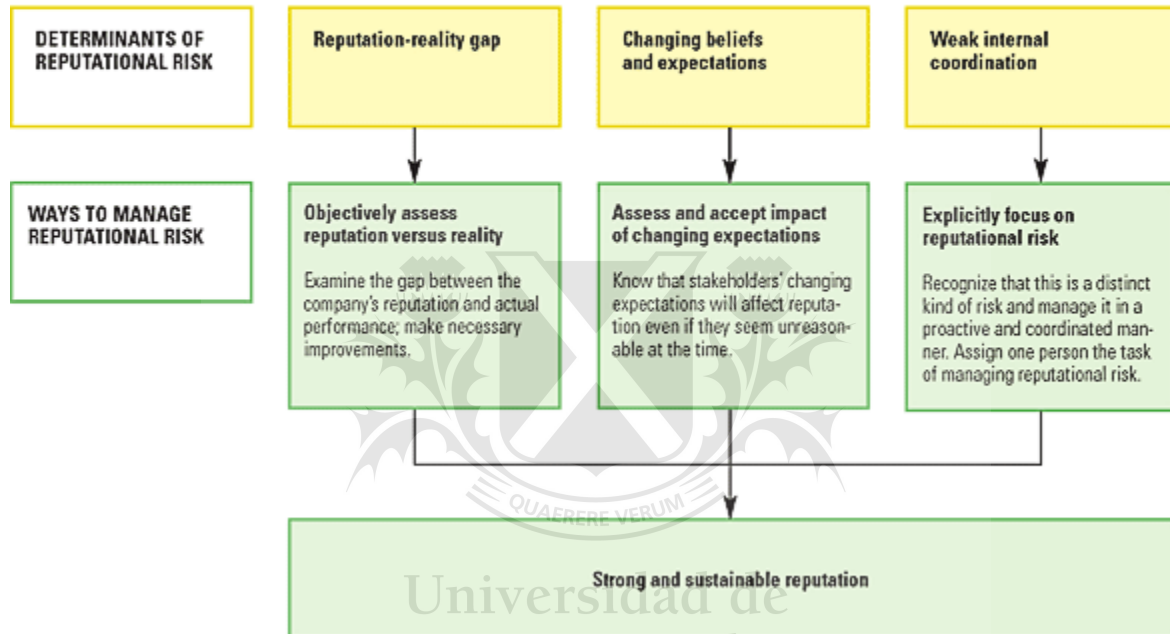 DETERMINANTS OF
REPUTATIONAL RISK
Reputation-reality gap
Changing beliefs
and expectations
Weak internal
coordination
WAYS TO MANAGE
REPUTATIONAL RISK
Objectively assess
reputation versus reality
Examine the gap between the
company's reputation and actual
performance; make necessary
improvements.
Assess and accept impact
of changing expectations
Know that stakeholders' changing
expectations will affect reputa-
tion even if they seem unreason-
able at the time.
Explicitly focus on
reputational risk
Recognize that this is a distinct
kind of risk and manage it in a
proactive and coordinated man-
ner. Assign one person the task
of managing reputational risk.
QUAERERE VERUM
Strong and sustainable reputation
Universidad de